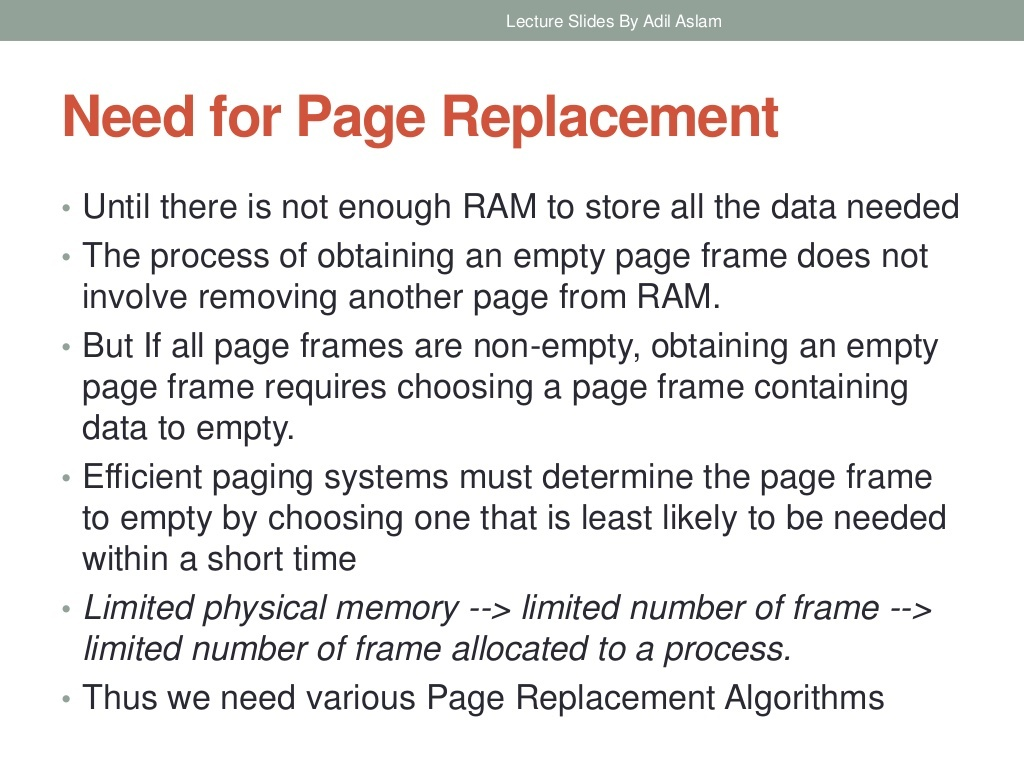 Lecture Slides By Adil Aslam
Need for Page Replacement
• Until there is not enough RAM to store all the data needed
• The process of obtaining an empty page frame does not
involve removing another page from RAM.
• But If all page frames are non-empty, obtaining an empty
page frame requires choosing a page frame containing
data to empty.
• Efficient paging systems must determine the page frame
to empty by choosing one that is least likely to be needed
within a short time
• Limited physical memory --> limited number of frame -->
limited number of frame allocated to a process.
• Thus we need various Page Replacement Algorithms